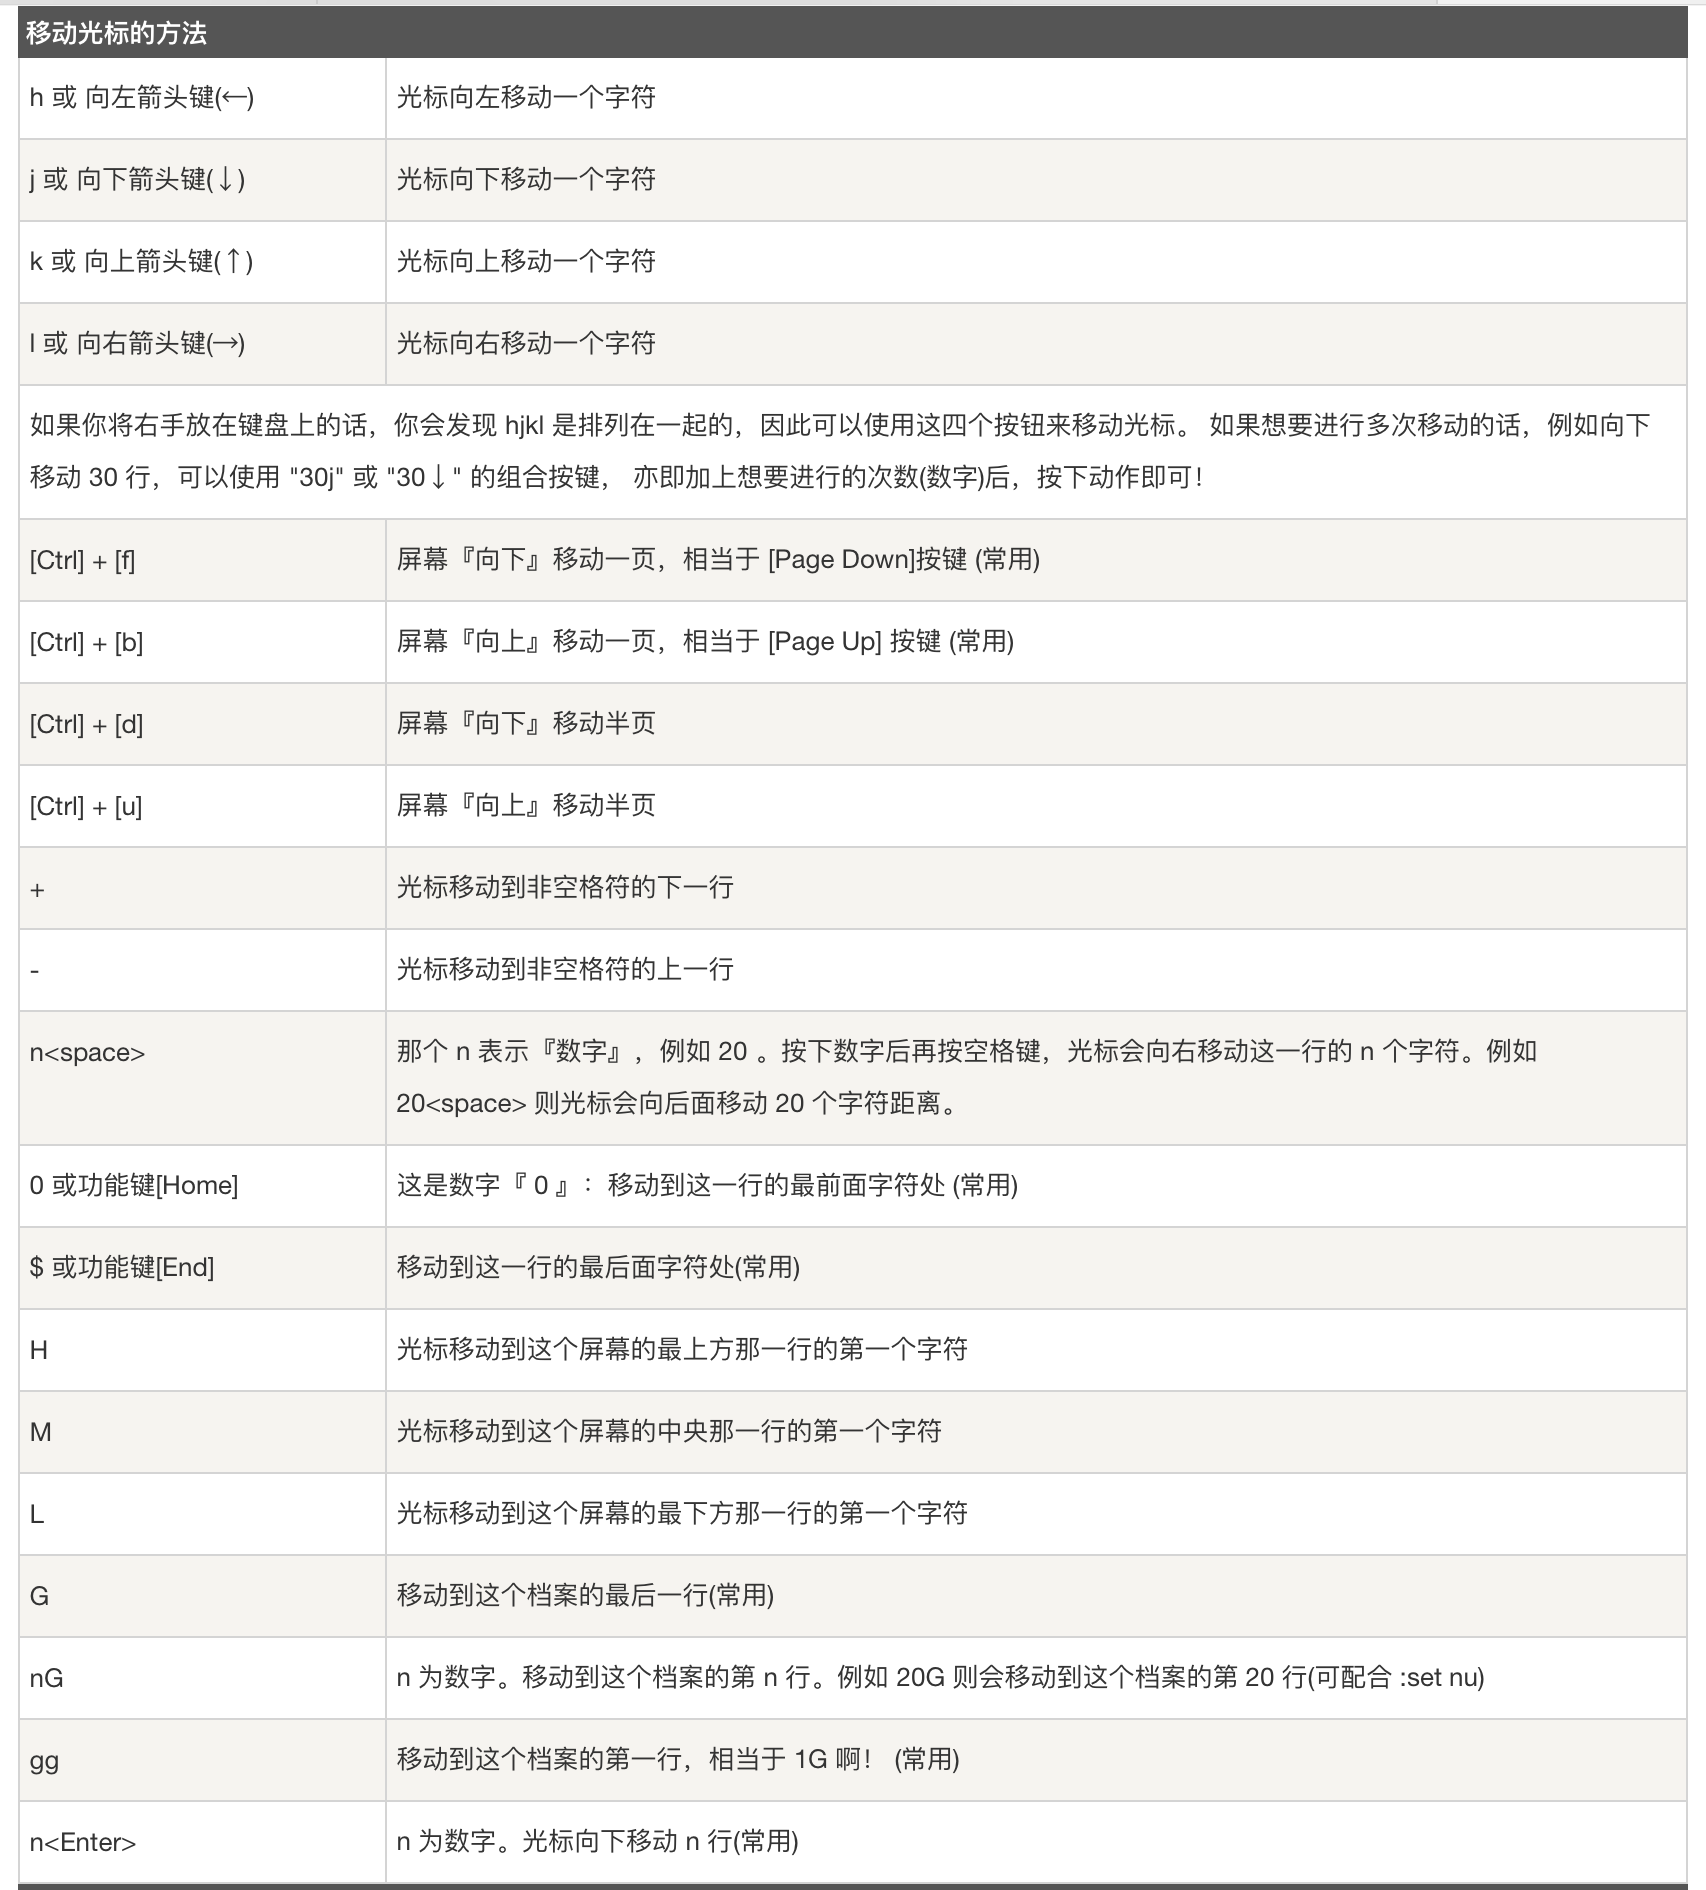 移动光标的方法
h 或 向左箭头键(←)
光标向左移动一个字符
j 或 向下箭头键(↓)
光标向下移动一个字符
k 或 向上箭头键(↑)
光标向上移动一个字符
l 或 向右箭头键(→)
光标向右移动一个字符
如果你将右手放在键盘上的话，你会发现 hjkl 是排列在一起的，因此可以使用这四个按钮来移动光标。 如果想要进行多次移动的话，例如向下
移动 30 行，可以使用 "30j" 或 "30↓" 的组合按键， 亦即加上想要进行的次数(数字)后，按下动作即可！
[Ctrl] + [f]
屏幕『向下』移动一页，相当于 [Page Down]按键 (常用)
[Ctrl] + [b]
屏幕『向上』移动一页，相当于 [Page Up] 按键 (常用)
[Ctrl] + [d]
屏幕『向下』移动半页
[Ctrl] + [u]
屏幕『向上』移动半页
+
光标移动到非空格符的下一行
-
光标移动到非空格符的上一行
n<space>
那个 n 表示『数字』，例如 20 。按下数字后再按空格键，光标会向右移动这一行的 n 个字符。例如
20<space> 则光标会向后面移动 20 个字符距离。
0 或功能键[Home]
这是数字『 0 』：移动到这一行的最前面字符处 (常用)
$ 或功能键[End]
移动到这一行的最后面字符处(常用)
H
光标移动到这个屏幕的最上方那一行的第一个字符
M
光标移动到这个屏幕的中央那一行的第一个字符
L
光标移动到这个屏幕的最下方那一行的第一个字符
G
移动到这个档案的最后一行(常用)
nG
n 为数字。移动到这个档案的第 n 行。例如 20G 则会移动到这个档案的第 20 行(可配合 :set nu)
gg
移动到这个档案的第一行，相当于 1G 啊！ (常用)
n<Enter>
n 为数字。光标向下移动 n 行(常用)